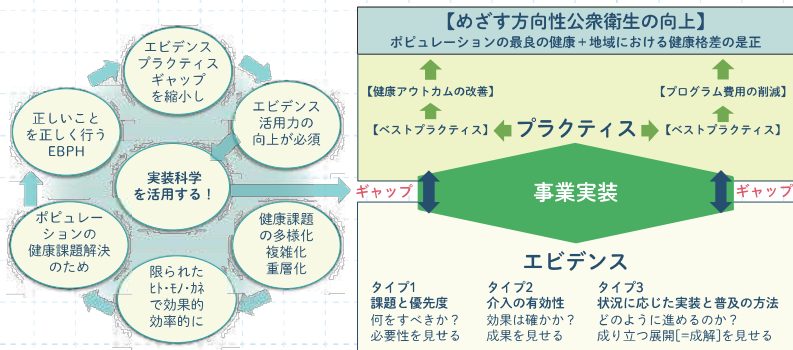 エビデンス
プラクティス
ギャップ
を縮小し
エビデンス
活用力の
向上が必須
実装科学
を活用する！
健康課題
の多様化
複雑化
重層化
限られた
ﾋﾄ・ﾓﾉ・ｶﾈ
で効果的
効率的に
ポピュレー
ションの
健康課題解決
のため
正しいこと
を正しく行う
EBPH
【めざす方向性公衆衛生の向上】
ポピュレーションの最良の健康＋地域における健康格差の是正
【健康アウトカムの改善】
【プログラム費用の削減】
【ベストプラクティス】
プラクティス
【ベストプラクティス】
ギャップ
事業実装
ギャップ
エビデンス
タイプ1
課題と優先度
何をすべきか？
必要性を見せる
タイプ2
介入の有効性
効果は確かか？
成果を見せる
タイプ3
状況に応じた実装と普及の方法
どのように進めるのか？
成り立つ展開[=成解]を見せる